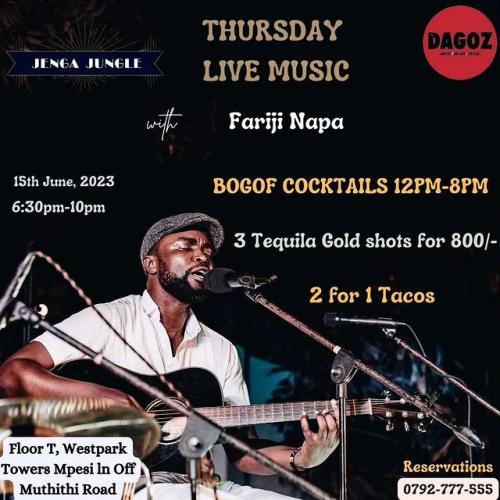 THURSDAY
LIVE MUSIC
JENGA JUNGLE
DAGOZ
with
Fariji Napa
15th June, 2023
6:30pm-10pm
BOGOF COCKTAILS 12PM-8PM
3 Tequila Gold shots for 800/-
2 for 1 Tacos
Floor T, Westpark
Towers Mpesi ln Off
Muthithi Road
Reservations
0792-777-555